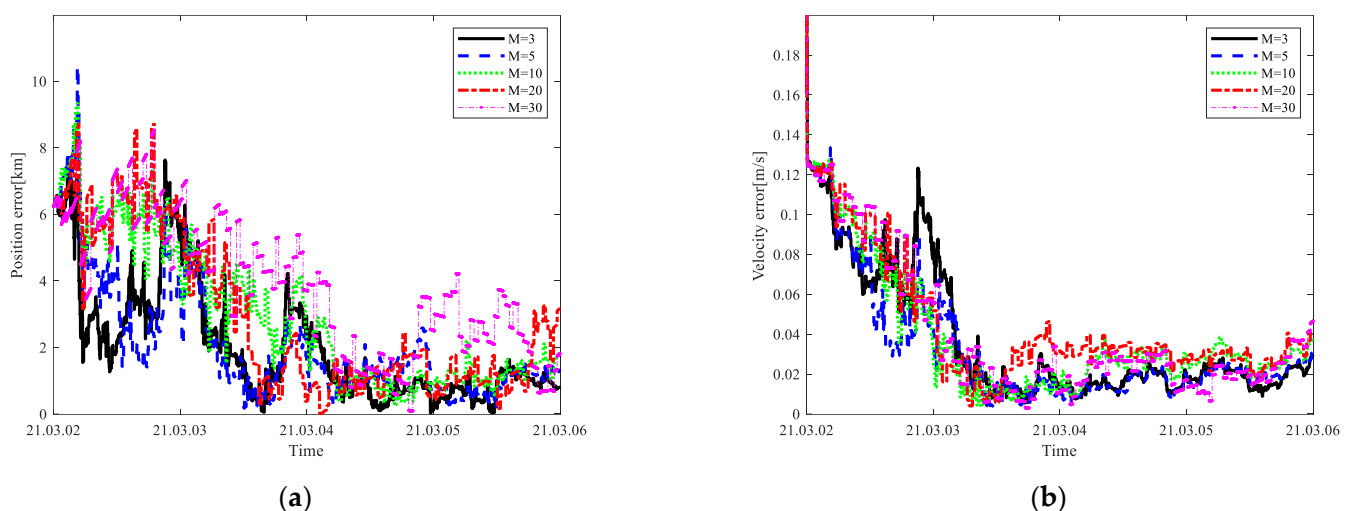 Position error[km]
10
8
6
4
2
0
21.03.02 21.03.03 21.03.04 21.03.05 21.03.06
Time
M=3
M=5
M=10
M=20
M=30
(a)
Velocity error[m/s]
0.18
0.16
0.14
0.12
0.1
0.08
0.06
0.04
0.02
0
21.03.02 21.03.03 21.03.04 21.03.05 21.03.06
Time
M=3
M=5
M=10
M=20
M=30
(b)